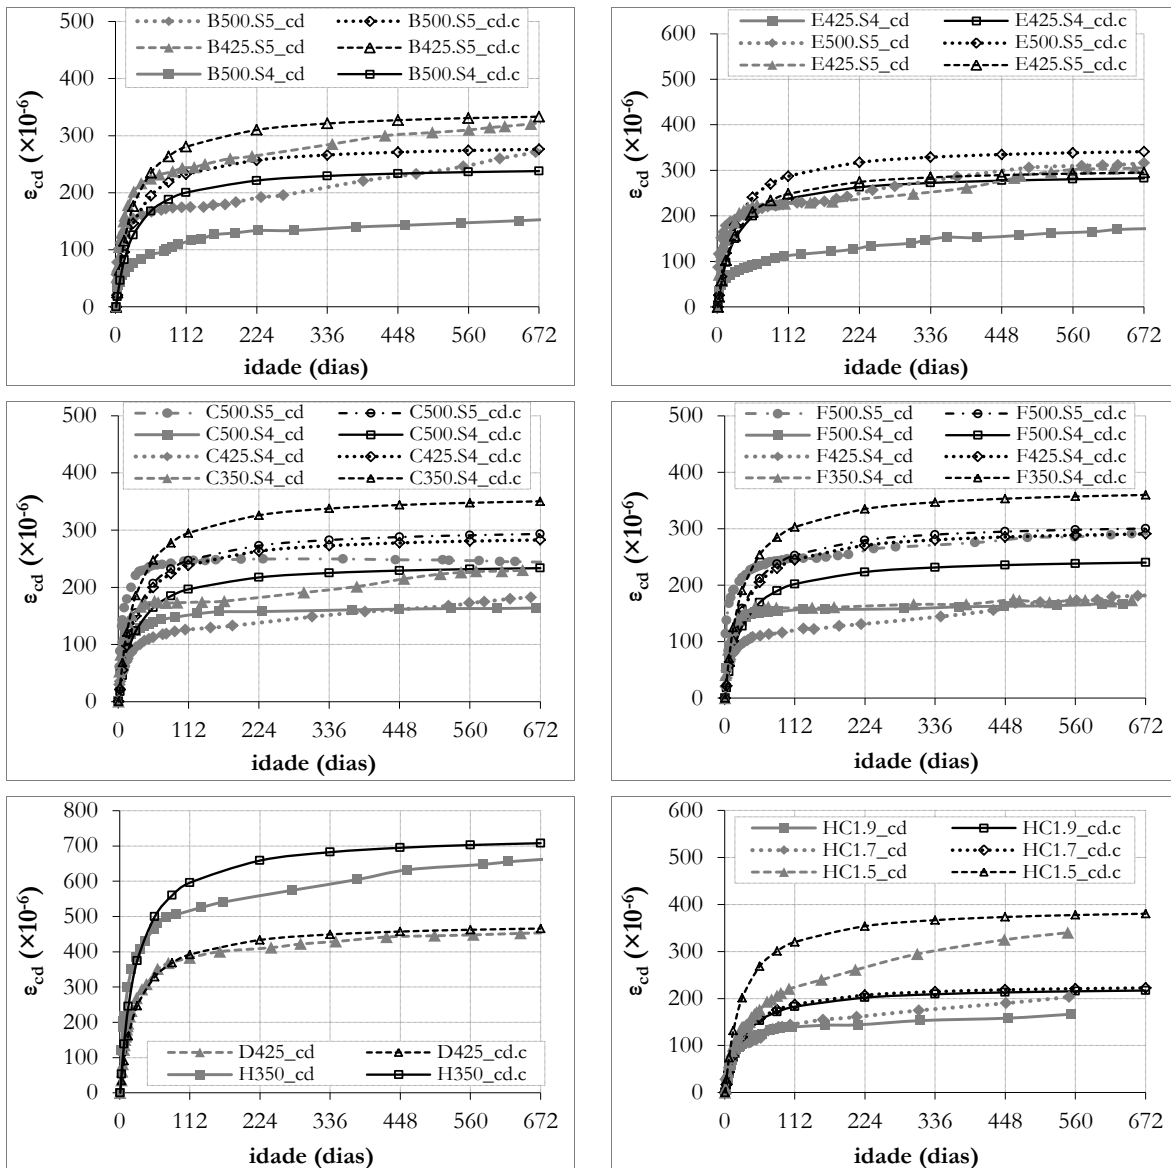 B500.S5_cd B500.S5_cd.c
B425.S5_cd B425.S5_cd.c
B500.S4_cd B500.S4_cd.c
500
400
300
200
100
0
εcd (×10-6)
0 112 224 336 448 560 672
idade (dias)
E425.S4_cd E425.S4_cd.c
E500.S5_cd E500.S5_cd.c
E425.S5_cd E425.S5_cd.c
600
500
400
300
200
100
0
εcd (×10-6)
0 112 224 336 448 560 672
idade (dias)
C500.S5_cd C500.S5_cd.c
C500.S4_cd C500.S4_cd.c
C425.S4_cd C425.S4_cd.c
C350.S4_cd C350.S4_cd.c
500
400
300
200
100
0
εcd (×10-6)
0 112 224 336 448 560 672
idade (dias)
F500.S5_cd F500.S5_cd.c
F500.S4_cd F500.S4_cd.c
F425.S4_cd F425.S4_cd.c
F350.S4_cd F350.S4_cd.c
500
400
300
200
100
0
εcd (×10-6)
0 112 224 336 448 560 672
idade (dias)
800
700
600
500
400
300
200
100
0
εcd (×10-6)
D425_cd D425_cd.c
H350_cd H350_cd.c
0 112 224 336 448 560 672
idade (dias)
HC1.9_cd HC1.9_cd.c
HC1.7_cd HC1.7_cd.c
HC1.5_cd HC1.5_cd.c
600
500
400
300
200
100
0
εcd (×10-6)
0 112 224 336 448 560 672
idade (dias)